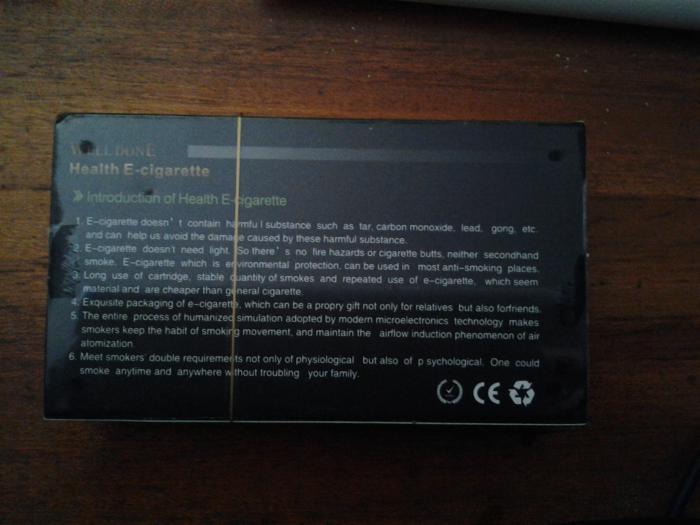 WELL DONE
Health E-cigarette
» Introduction of Health E-cigarette
1. E-cigarette doesn't contain harmful substance such as tar, carbon monoxide, lead, gong, etc.
and can help us avoid the damage caused by these harmful substance.
2. E-cigarette doesn't need light. So there's no fire hazards or cigarette butts, neither secondhand
smoke. E-cigarette which is environmental protection, can be used in most anti-smoking places.
3. Long use of cartridge, stable quantity of smokes and repeated use of e-cigarette, which seem
material and are cheaper than general cigarette.
4. Exquisite packaging of e-cigarette, which can be a propry gift not only for relatives but also forfriends.
5. The entire process of humanized simulation adopted by modern microelectronics technology makes
smokers keep the habit of smoking movement, and maintain the airflow induction phenomenon of air
atomization.
6. Meet smokers' double requirements not only of physiological but also of psychological. One could
smoke anytime and anywhere without troubling your family.
CE